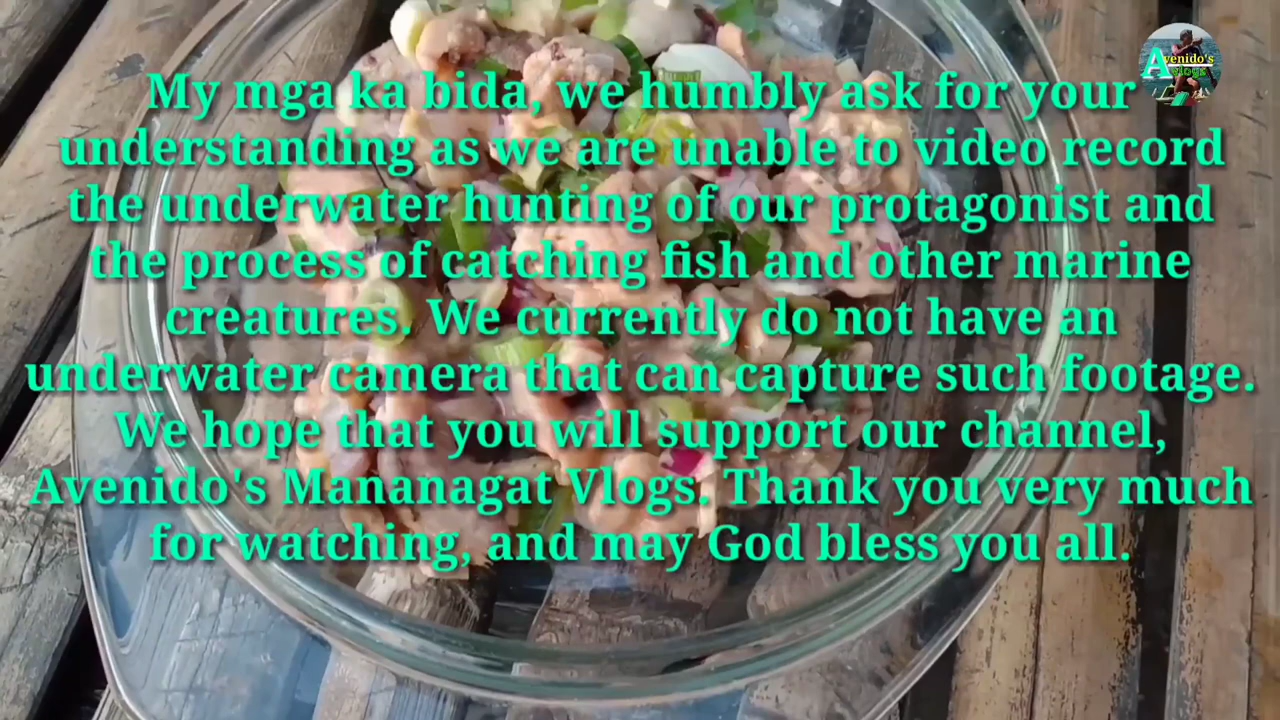 Avenido's
vlogs
My mga ka bida, we humbly ask for your
understanding as we are unable to video record
the underwater hunting of our protagonist and
the process of catching fish and other marine
creatures. We currently do not have an
underwater camera that can capture such footage.
We hope that you will support our channel,
Avenido's Mananagat Vlogs. Thank you very much
for watching, and may God bless you all.